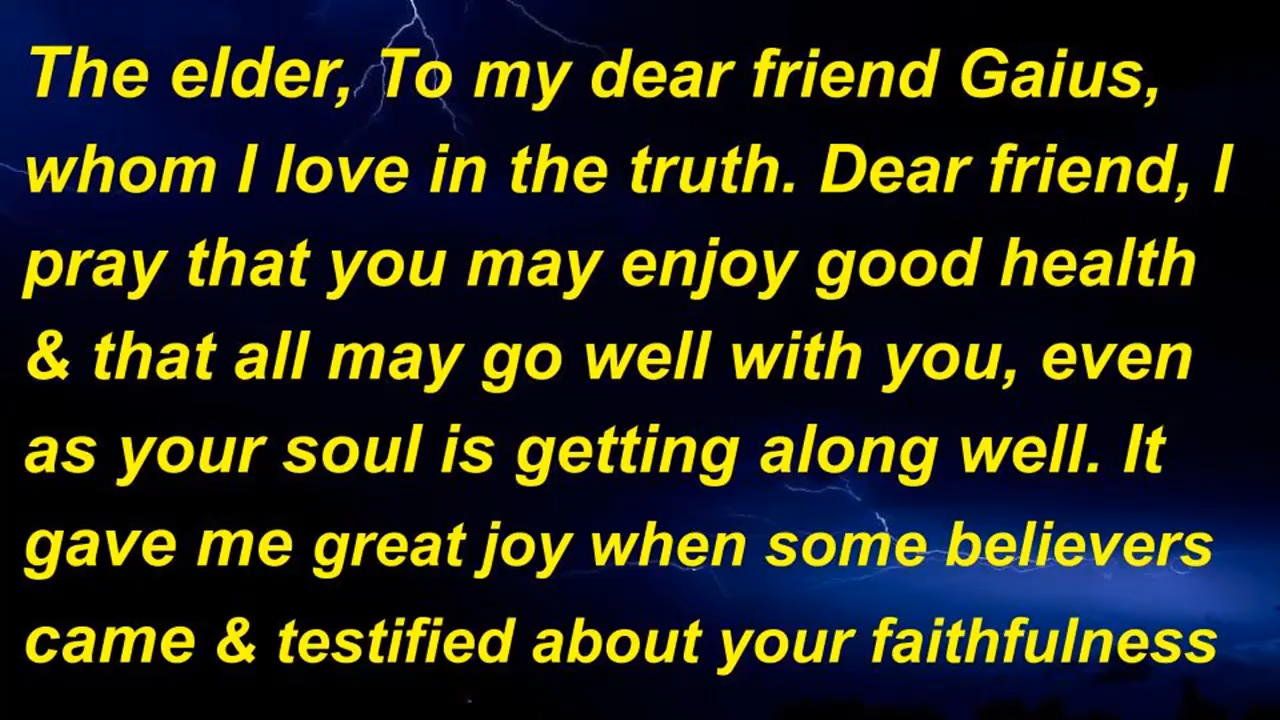 The elder, To my dear friend Gaius,
whom I love in the truth. Dear friend, I
pray that you may enjoy good health
& that all may go well with you, even
as your soul is getting along well. It
gave me great joy when some believers
came & testified about your faithfulness